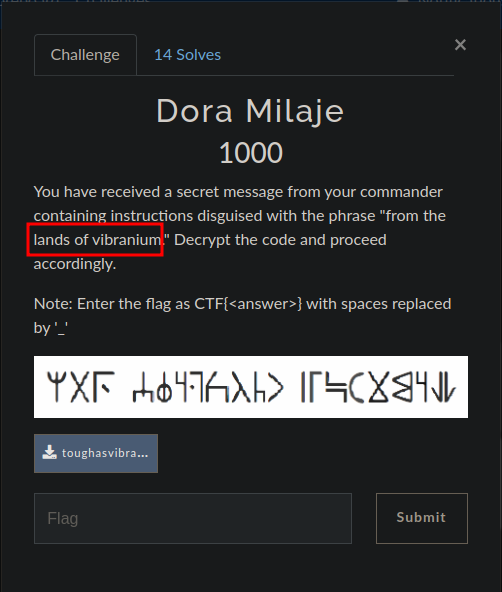 Challenge
14 Solves
×
Dora Milaje
1000
You have received a secret message from your commander
containing instructions disguised with the phrase "from the
lands of vibranium." Decrypt the code and proceed
accordingly.
Note: Enter the flag as CTF{<answer>} with spaces replaced
by '_'
toughasvibra...
Flag
Submit